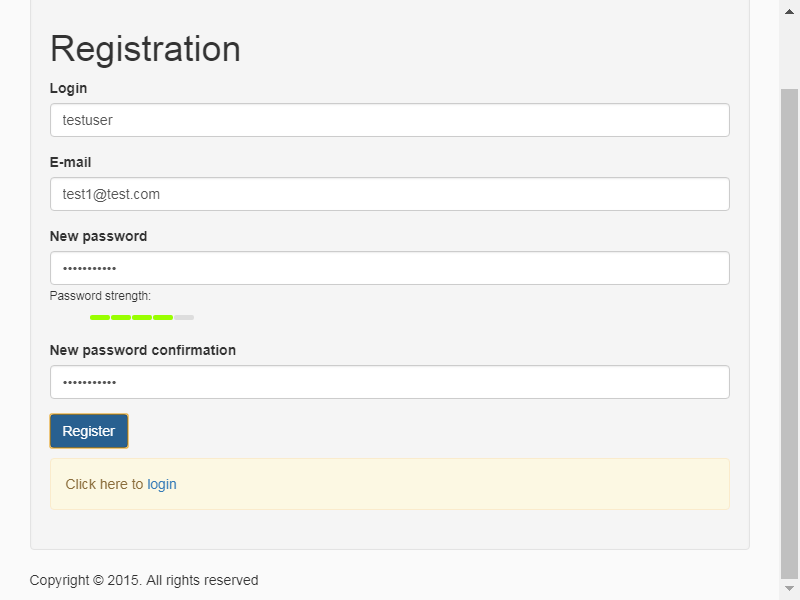 Registration
Login
testuser
E-mail
test1@test.com
New password
•••••••••••
Password strength:
New password confirmation
•••••••••••
Register
Click here to login
Copyright © 2015. All rights reserved